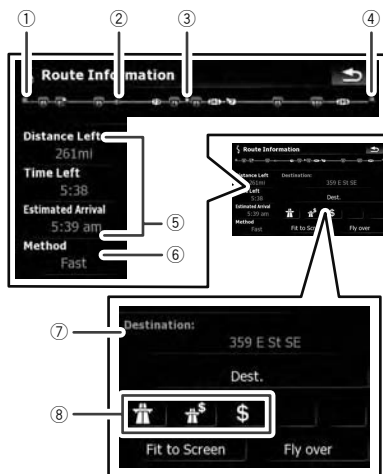 ① ② ③ ④
Route Information
Distance Left
261mi
Time Left
5:38
Estimated Arrival
5:39 am
Method
Fast
⑤
⑥
Route Information
Distance Left
261mi
Time Left
5:38
Estimated Arrival
5:39 am
Method
Fast
Destination:
359 E St SE
Dest.
$
$
Fit to Screen
Fly over
⑦
Destination:
359 E St SE
Dest.
⑧
$
$
Fit to Screen
Fly over